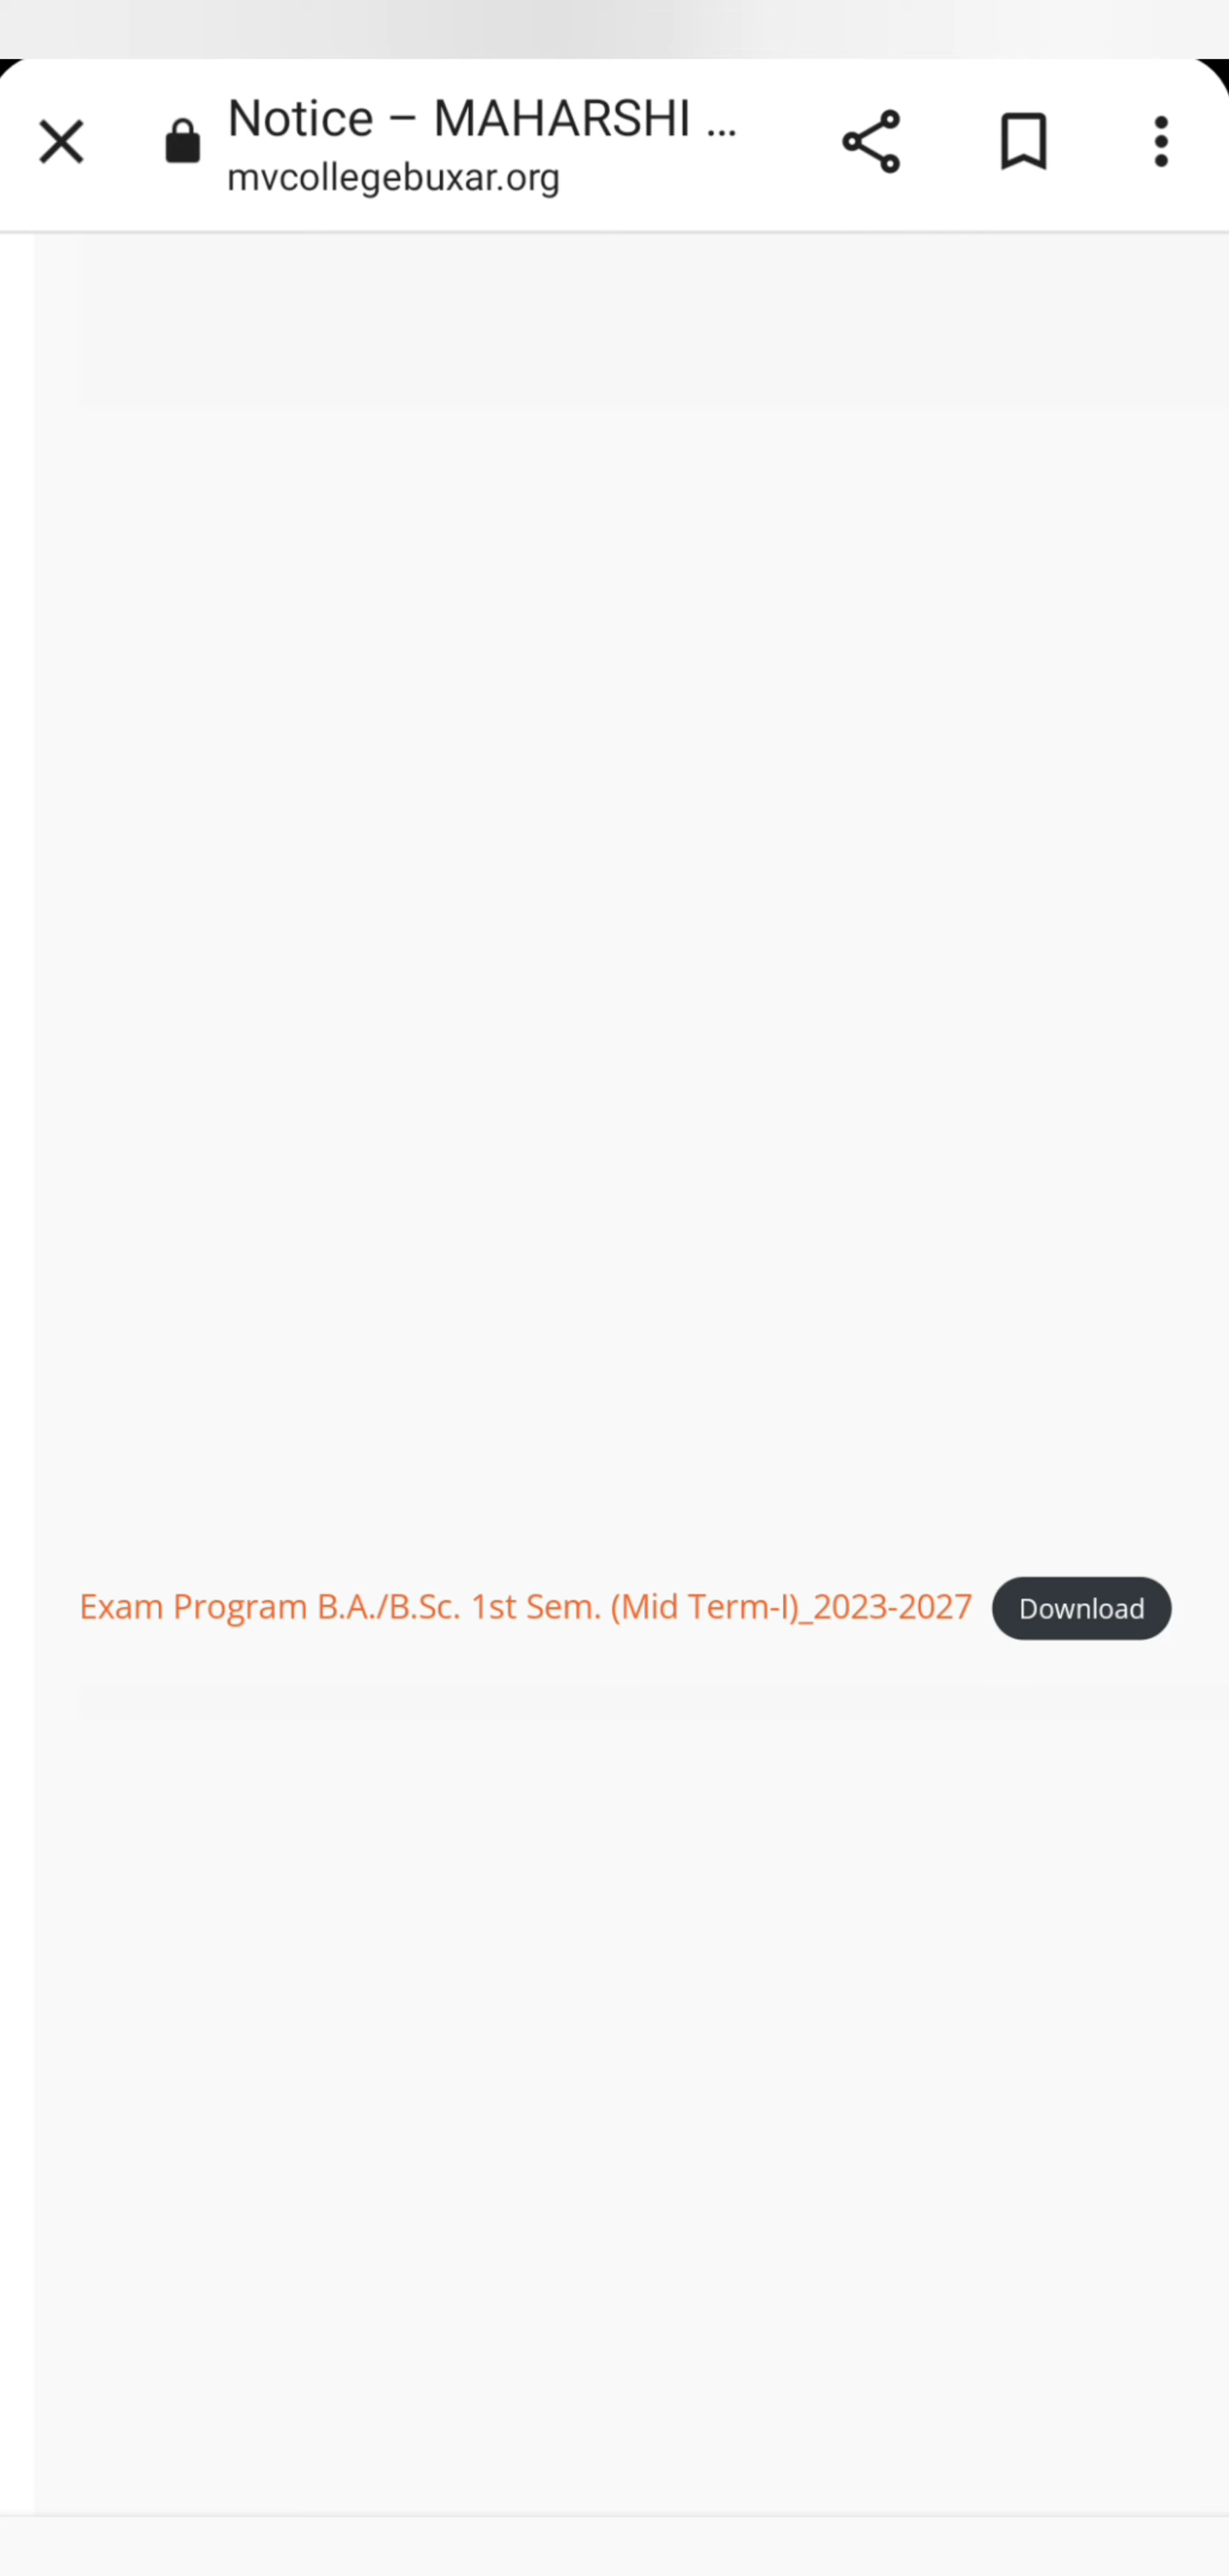 Notice – MAHARSHI ...
mvcollegebuxar.org
Exam Program B.A./B.Sc. 1st Sem. (Mid Term-I)_2023-2027 Download